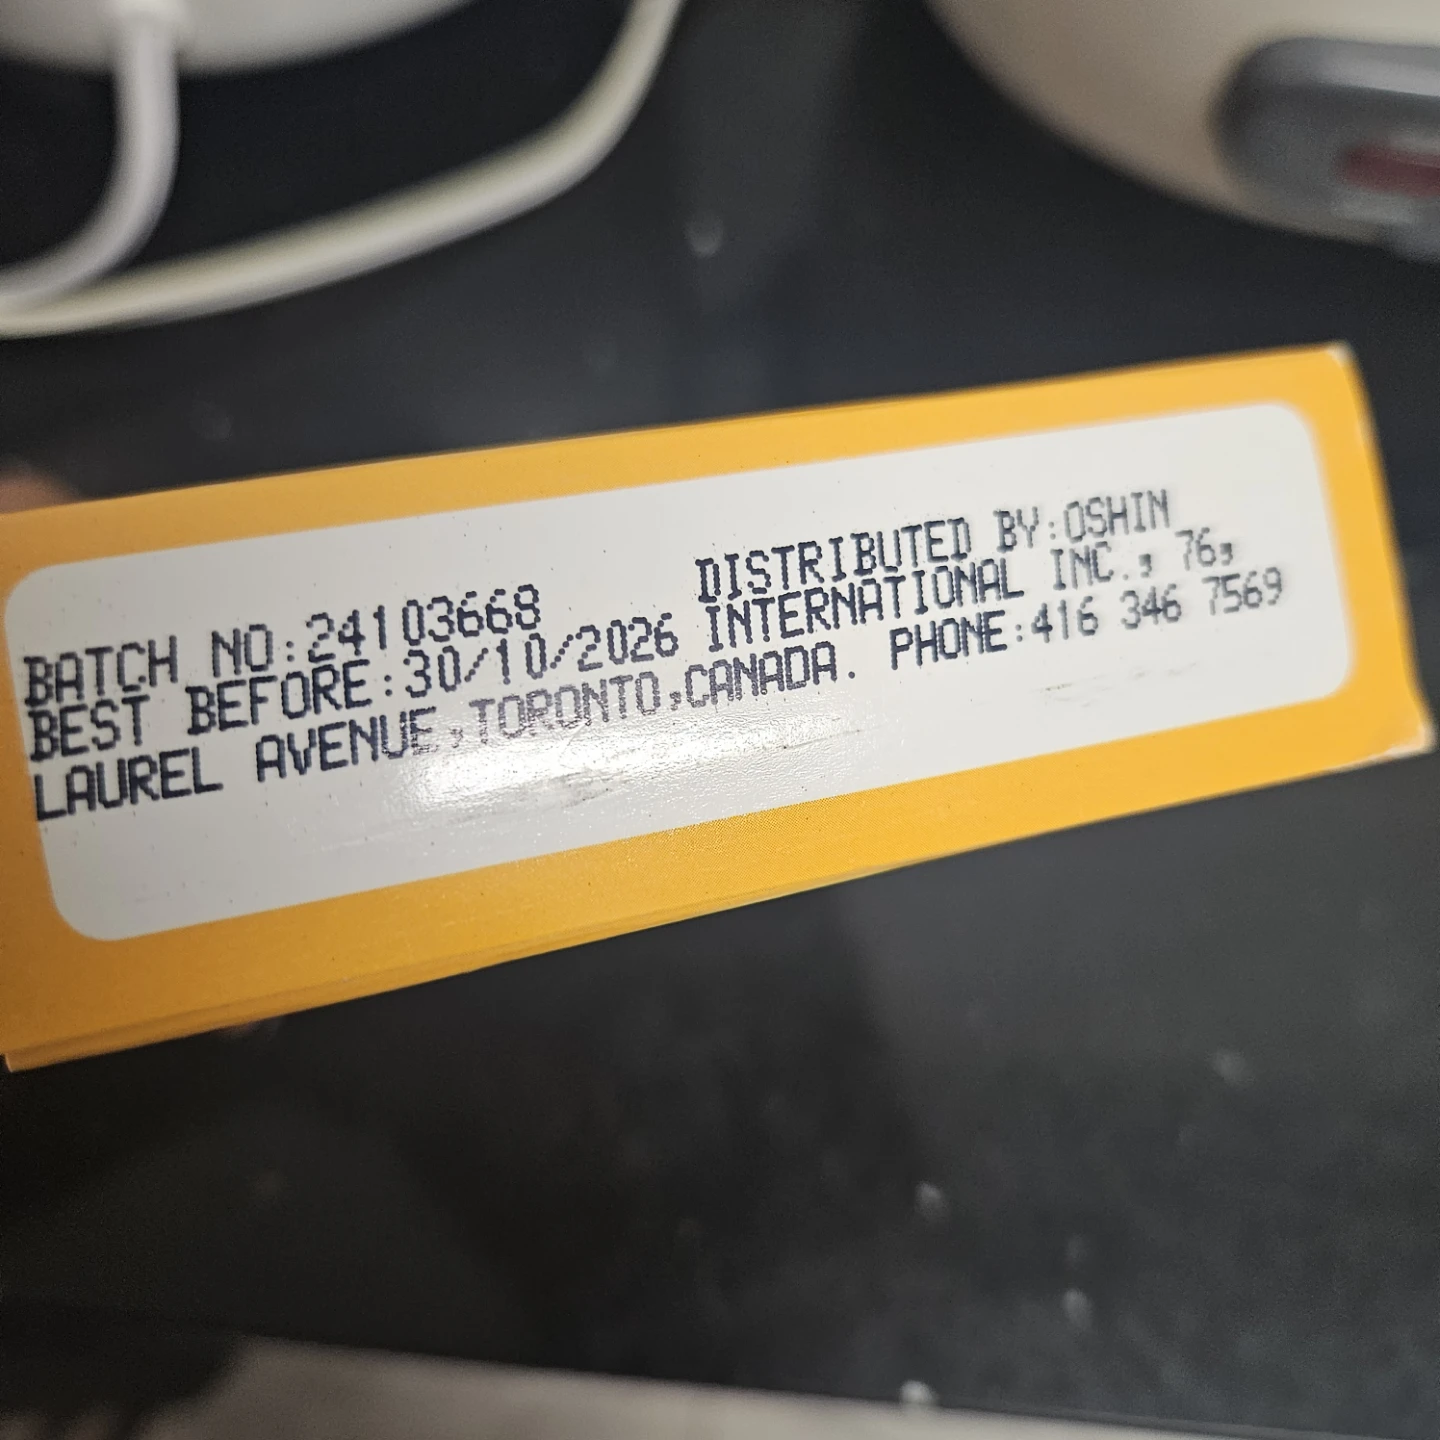 BATCH NO:24103668 DISTRIBUTED BY:OSHIN
BEST BEFORE:30/10/2026 INTERNATIONAL INC., 76,
LAUREL AVENUE,TORONTO,CANADA. PHONE:416 346 7569